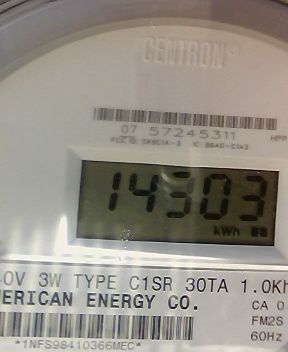 CENTRON®
07 57245311
14303
kWh
0V 3W TYPE C1SR 30TA 1.0Kh
ERICAN ENERGY CO.
CA 0
FM2S
60Hz
*1NFS98410366MEC*